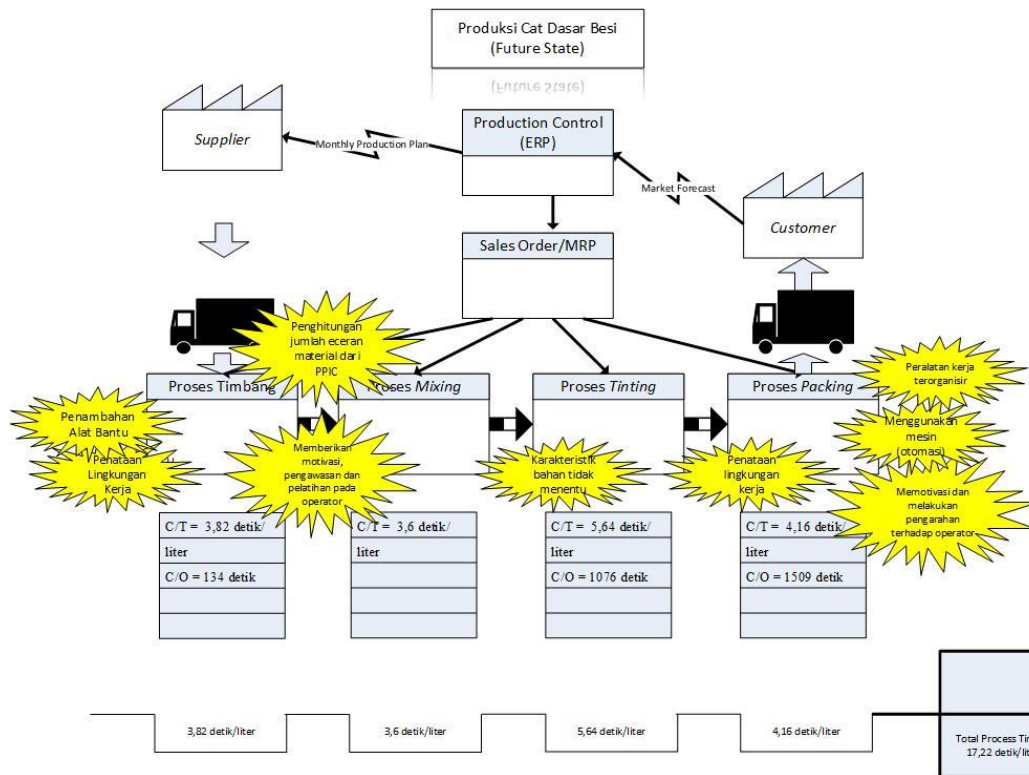 Produksi Cat Dasar Besi
(Future State)
(Future State)
Production Control
(ERP)
Supplier
Monthly Production Plan
Market Forecast
Customer
Sales Order/MRP
Penghitungan
jumlah eceran
material dari
PPIC
Proses Timbang
Proses Mixing
Proses Tinting
Proses Packing
Peralatan kerja
terorganisir
Penambahan
Alat Bantu
Menggunakan
mesin
(otomasi)
Penataan
Lingkungan
Kerja
Memberikan
motivasi,
pengawasan dan
pelatihan pada
operator
Karakteristik
bahan tidak
menentu
Penataan
lingkungan
kerja
Memotivasi dan
melakukan
pengarahan
terhadap operator
C/T = 3,82 detik/
liter
C/O = 134 detik
C/T = 3,6 detik/
liter
C/T = 5,64 detik/
liter
C/O = 1076 detik
C/T = 4,16 detik/
liter
C/O = 1509 detik
3,82 detik/liter
3,6 detik/liter
5,64 detik/liter
4,16 detik/liter
Total Process Tim
17,22 detik/lit